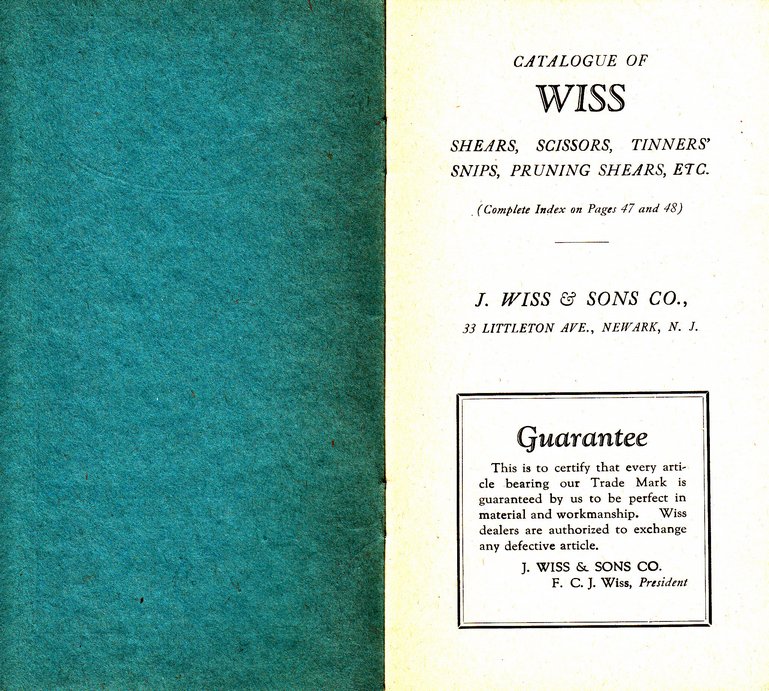 CATALOGUE OF
WISS
SHEARS, SCISSORS, TINNERS'
SNIPS, PRUNING SHEARS, ETC.
(Complete Index on Pages 47 and 48)
J. WISS & SONS CO.,
33 LITTLETON AVE., NEWARK, N. J.
Guarantee
This is to certify that every arti-
cle bearing our Trade Mark is
guaranteed by us to be perfect in
material and workmanship. Wiss
dealers are authorized to exchange
any defective article.
J. WISS & SONS CO.
F. C. J. Wiss, President